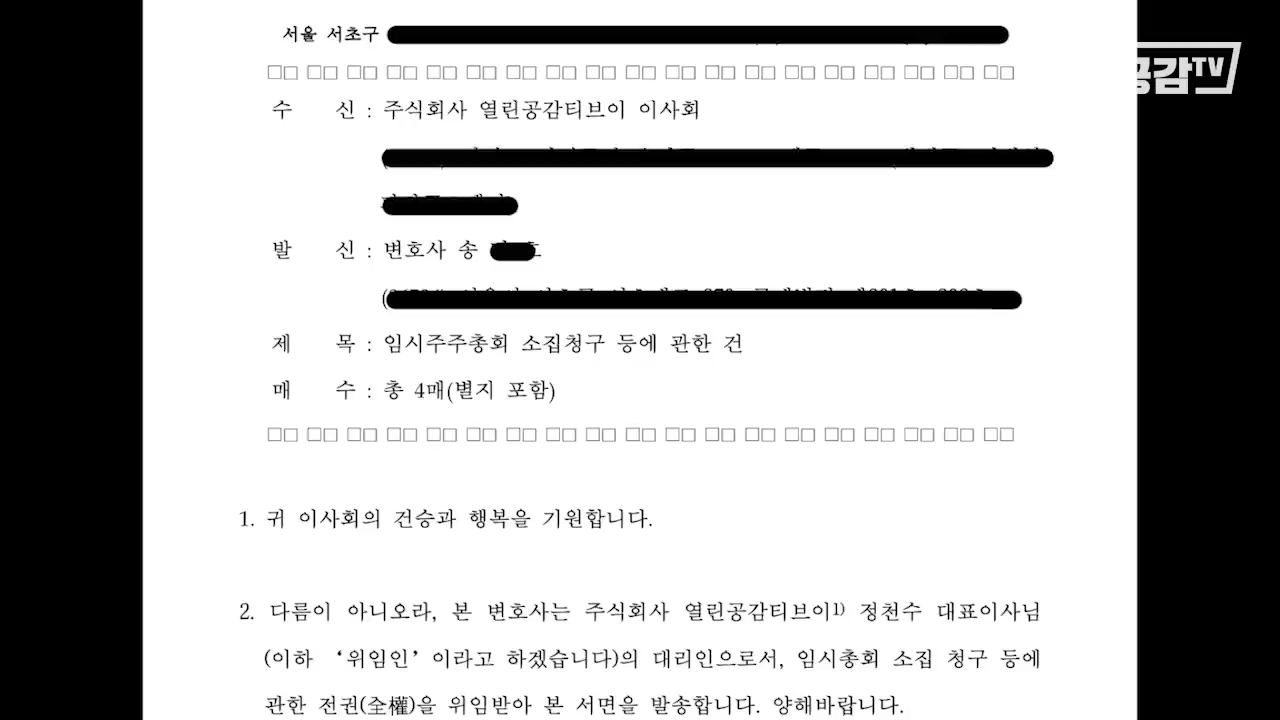 서울 서초구
공감TV
□□ □□ □□ □□ □□ □□ □□ □□ □□ □□ □□ □□ □□ □□ □□ □□ □□ □□ □□
수 신 : 주식회사 열린공감티브이 이사회
발 신 : 변호사 송
제 목 : 임시주주총회 소집청구 등에 관한 건
매 수 : 총 4매(별지 포함)
□□ □□ □□ □□ □□ □□ □□ □□ □□ □□ □□ □□ □□ □□ □□ □□ □□ □□ □□
1. 귀 이사회의 건승과 행복을 기원합니다.
2. 다름이 아니오라, 본 변호사는 주식회사 열린공감티브이1) 정천수 대표이사님
(이하 ‘위임인’이라고 하겠습니다)의 대리인으로서, 임시총회 소집 청구 등에
관한 전권(全權)을 위임받아 본 서면을 발송합니다. 양해바랍니다.